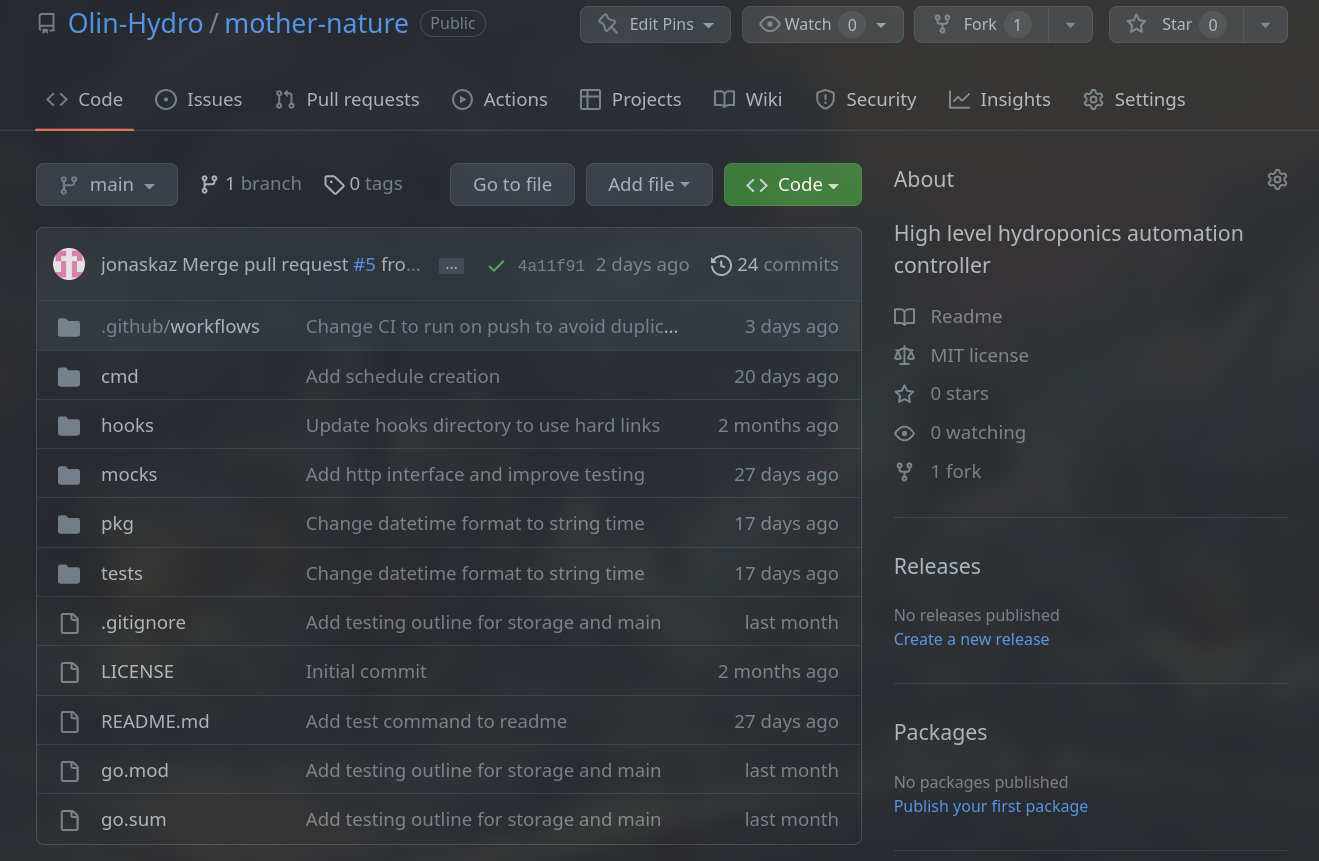 Olin-Hydro / mother-nature Public Edit Pins Watch 0 Fork 1 Star 0
Code Issues Pull requests Actions Projects Wiki Security Insights Settings
main 1 branch 0 tags Go to file Add file Code
jonaskaz Merge pull request #5 fro... ... 4a11f91 2 days ago 24 commits
.github/workflows Change CI to run on push to avoid duplic... 3 days ago
cmd Add schedule creation 20 days ago
hooks Update hooks directory to use hard links 2 months ago
mocks Add http interface and improve testing 27 days ago
pkg Change datetime format to string time 17 days ago
tests Change datetime format to string time 17 days ago
.gitignore Add testing outline for storage and main last month
LICENSE Initial commit 2 months ago
README.md Add test command to readme 27 days ago
go.mod Add testing outline for storage and main last month
go.sum Add testing outline for storage and main last month
About
High level hydroponics automation
controller
Readme
MIT license
0 stars
0 watching
1 fork
Releases
No releases published
Create a new release
Packages
No packages published
Publish your first package